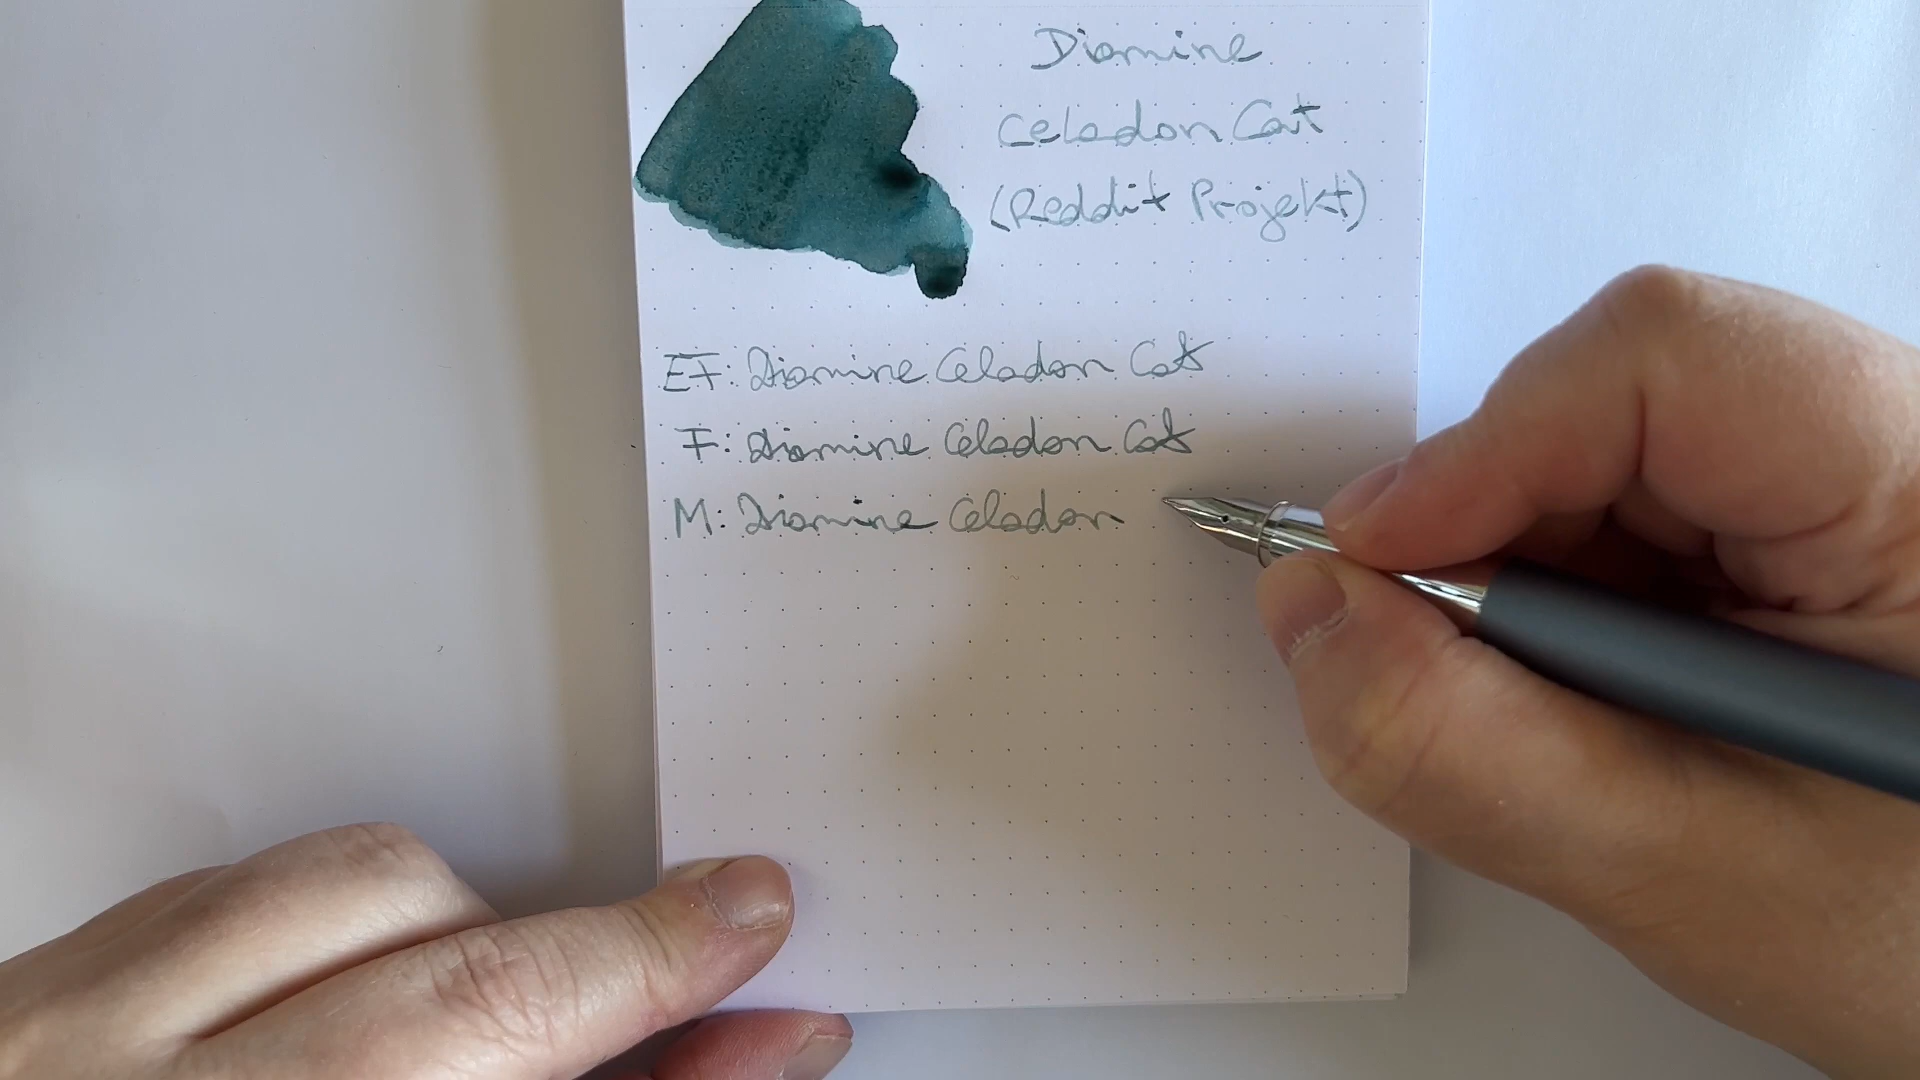 Diamine
Celadon Cat
(Reddit Projekt)
EF: Diamine Celadon Cat
F: Diamine Celadon Cat
M: Diamine Celadon